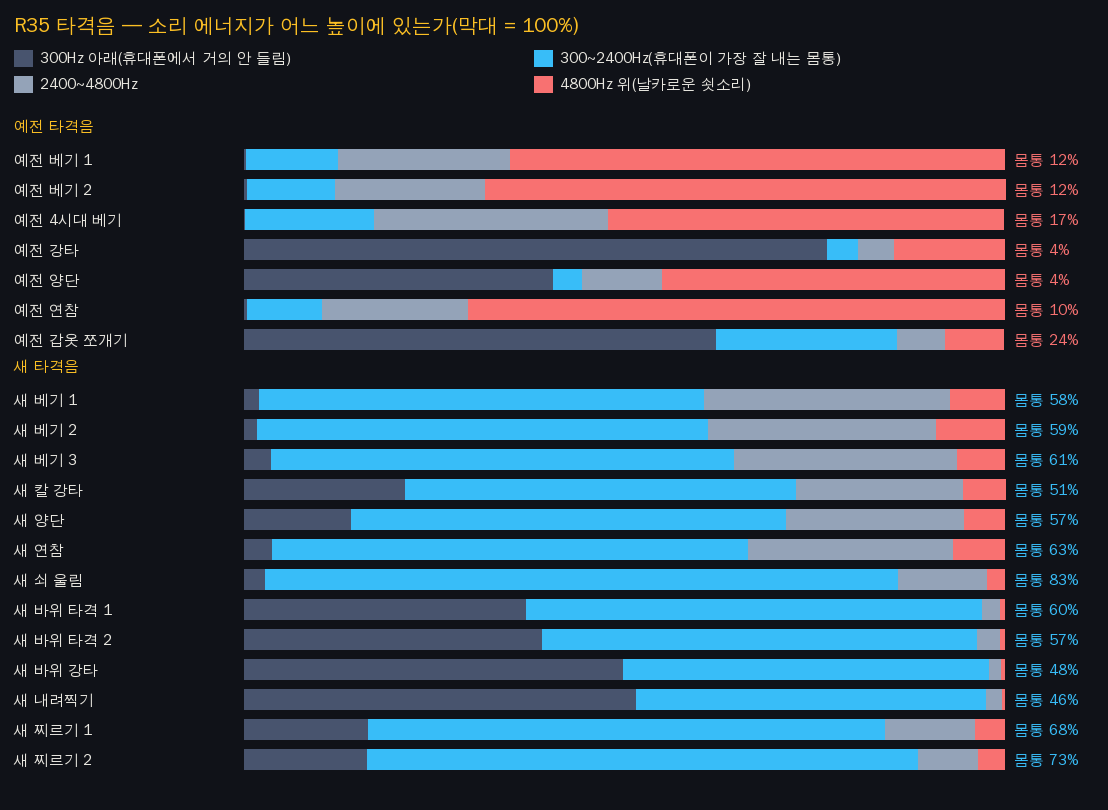 R35 타격음 — 소리 에너지가 어느 높이에 있는가(막대 = 100%)
300Hz 아래(휴대폰에서 거의 안 들림)
300~2400Hz(휴대폰이 가장 잘 내는 몸통)
2400~4800Hz
4800Hz 위(날카로운 쇳소리)
예전 타격음
예전 베기 1 몸통 12%
예전 베기 2 몸통 12%
예전 4시대 베기 몸통 17%
예전 강타 몸통 4%
예전 양단 몸통 4%
예전 연참 몸통 10%
예전 갑옷 쪼개기 몸통 24%
새 타격음
새 베기 1 몸통 58%
새 베기 2 몸통 59%
새 베기 3 몸통 61%
새 칼 강타 몸통 51%
새 양단 몸통 57%
새 연참 몸통 63%
새 쇠 울림 몸통 83%
새 바위 타격 1 몸통 60%
새 바위 타격 2 몸통 57%
새 바위 강타 몸통 48%
새 내려찍기 몸통 46%
새 찌르기 1 몸통 68%
새 찌르기 2 몸통 73%